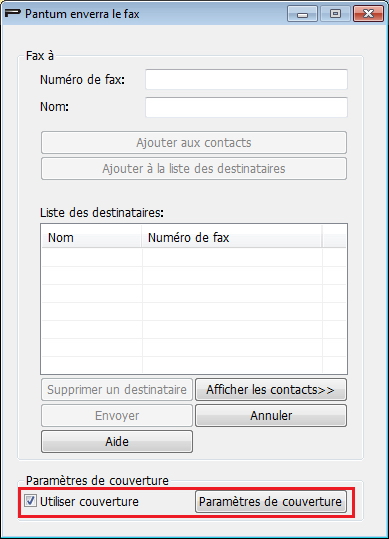 Pantum enverra le fax
Fax à
Numéro de fax:
Nom:
Ajouter aux contacts
Ajouter à la liste des destinataires
Liste des destinataires:
Nom Numéro de fax
Supprimer un destinataire Afficher les contacts>>
Envoyer Annuler
Aide
Paramètres de couverture
Utiliser couverture Paramètres de couverture